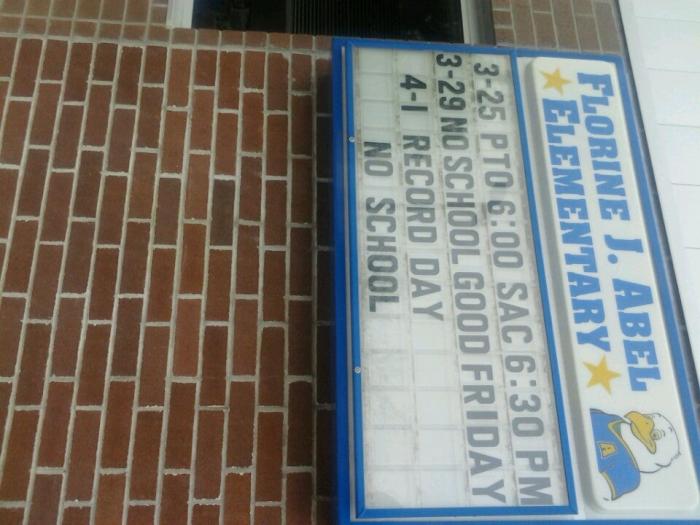 FLORINE J. ABEL
ELEMENTARY
A
3-25 PTO 6:00 SAC 6:30 PM
3-29 NO SCHOOL GOOD FRIDAY
4-1 RECORD DAY
NO SCHOOL